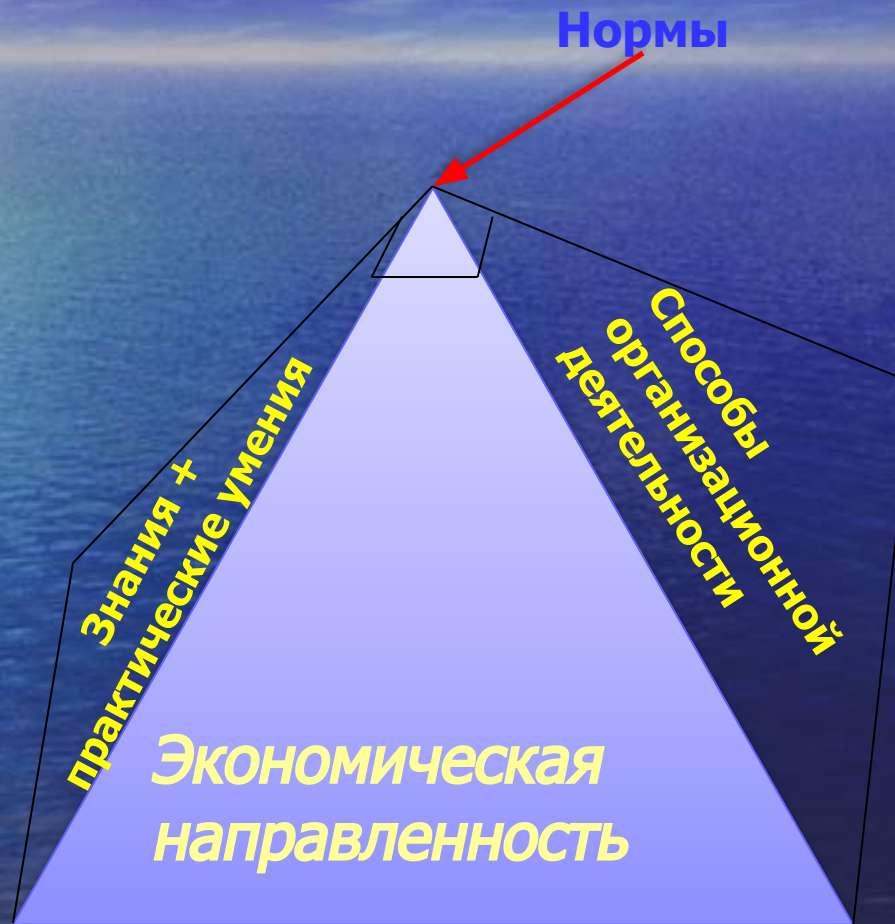 Нормы
Знания +
практические умения
Способы
организационной
деятельности
Экономическая
направленность